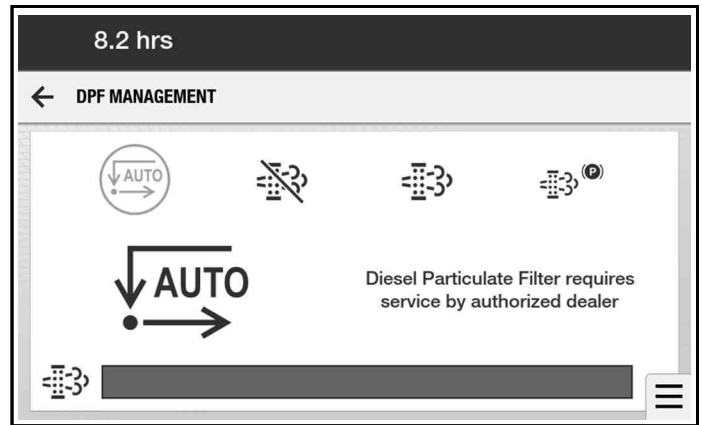 8.2 hrs
DPF MANAGEMENT
AUTO
(P)
AUTO
Diesel Particulate Filter requires
service by authorized dealer